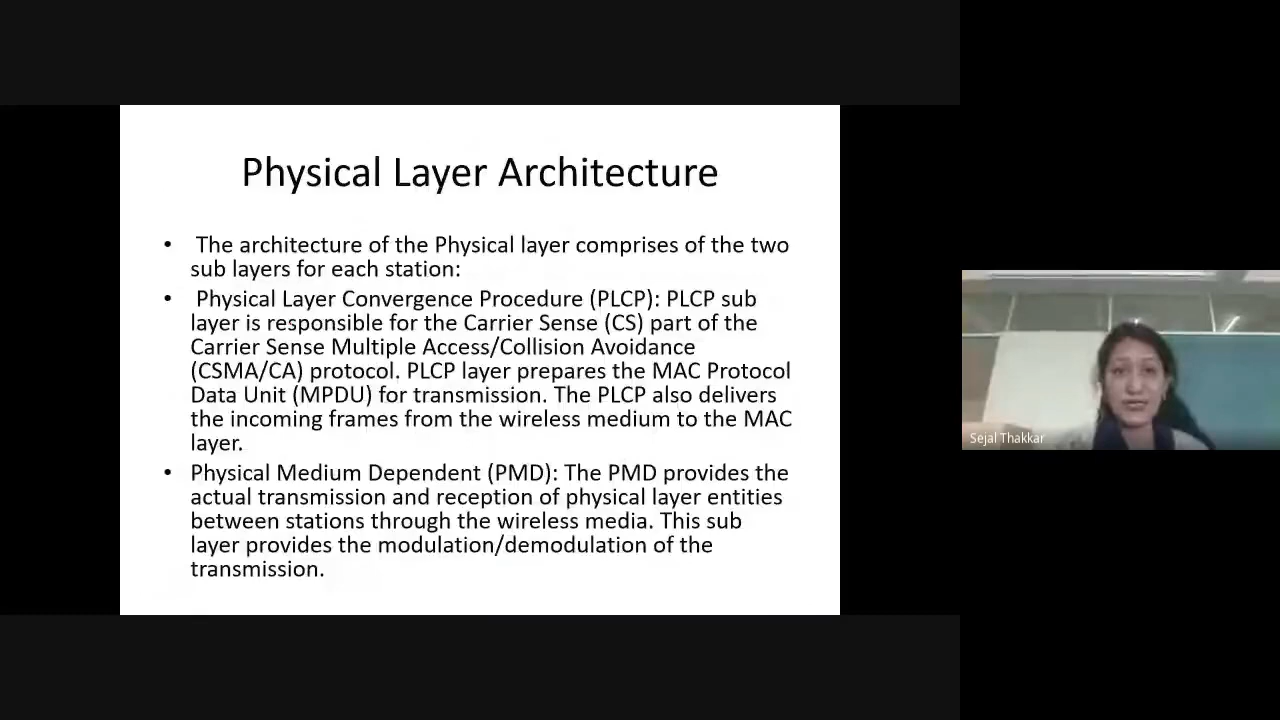 Physical Layer Architecture
• The architecture of the Physical layer comprises of the two
sub layers for each station:
• Physical Layer Convergence Procedure (PLCP): PLCP sub
layer is responsible for the Carrier Sense (CS) part of the
Carrier Sense Multiple Access/Collision Avoidance
(CSMA/CA) protocol. PLCP layer prepares the MAC Protocol
Data Unit (MPDU) for transmission. The PLCP also delivers
the incoming frames from the wireless medium to the MAC
layer.
• Physical Medium Dependent (PMD): The PMD provides the
actual transmission and reception of physical layer entities
between stations through the wireless media. This sub
layer provides the modulation/demodulation of the
transmission.
Sejal Thakkar